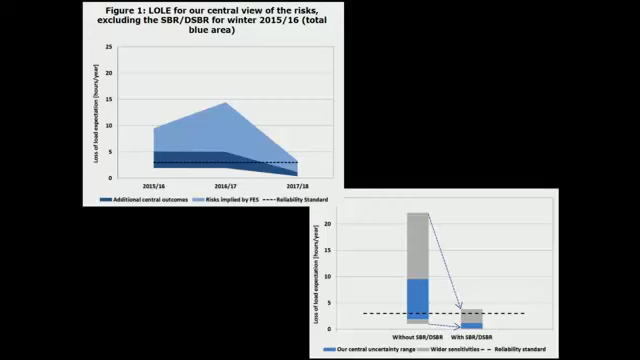 Figure 1: LOLE for our central view of the risks,
excluding the SBR/DSBR for winter 2015/16 (total
blue area)
Loss of load expectation [hours/year]
25
20
15
10
5
0
2015/16 2016/17 2017/18
Additional central outcomes Risks implied by FES Reliability Standard
Loss of load expectation [hours/year]
20
15
10
5
0
Without SBR/DSBR With SBR/DSBR
Our central uncertainty range Wider sensitivities Reliability standard